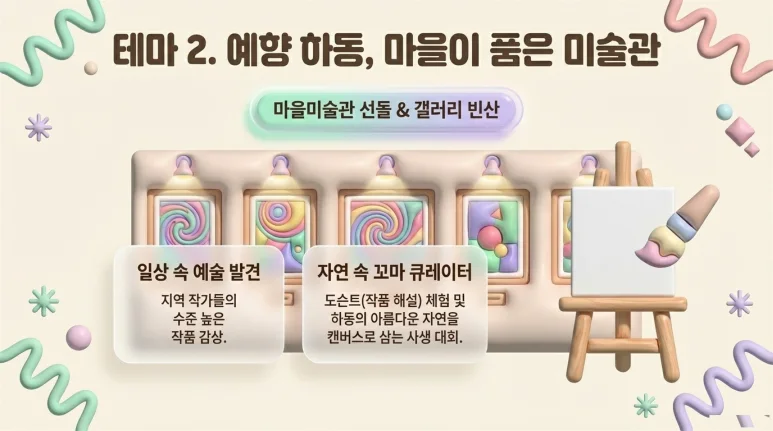 테마 2. 예향 하동, 마을이 품은 미술관
마을미술관 선돌 & 갤러리 빈산
일상 속 예술 발견
지역 작가들의
수준 높은
작품 감상.
자연 속 꼬마 큐레이터
도슨트(작품 해설) 체험 및
하동의 아름다운 자연을
캔버스로 삼는 사생 대회.